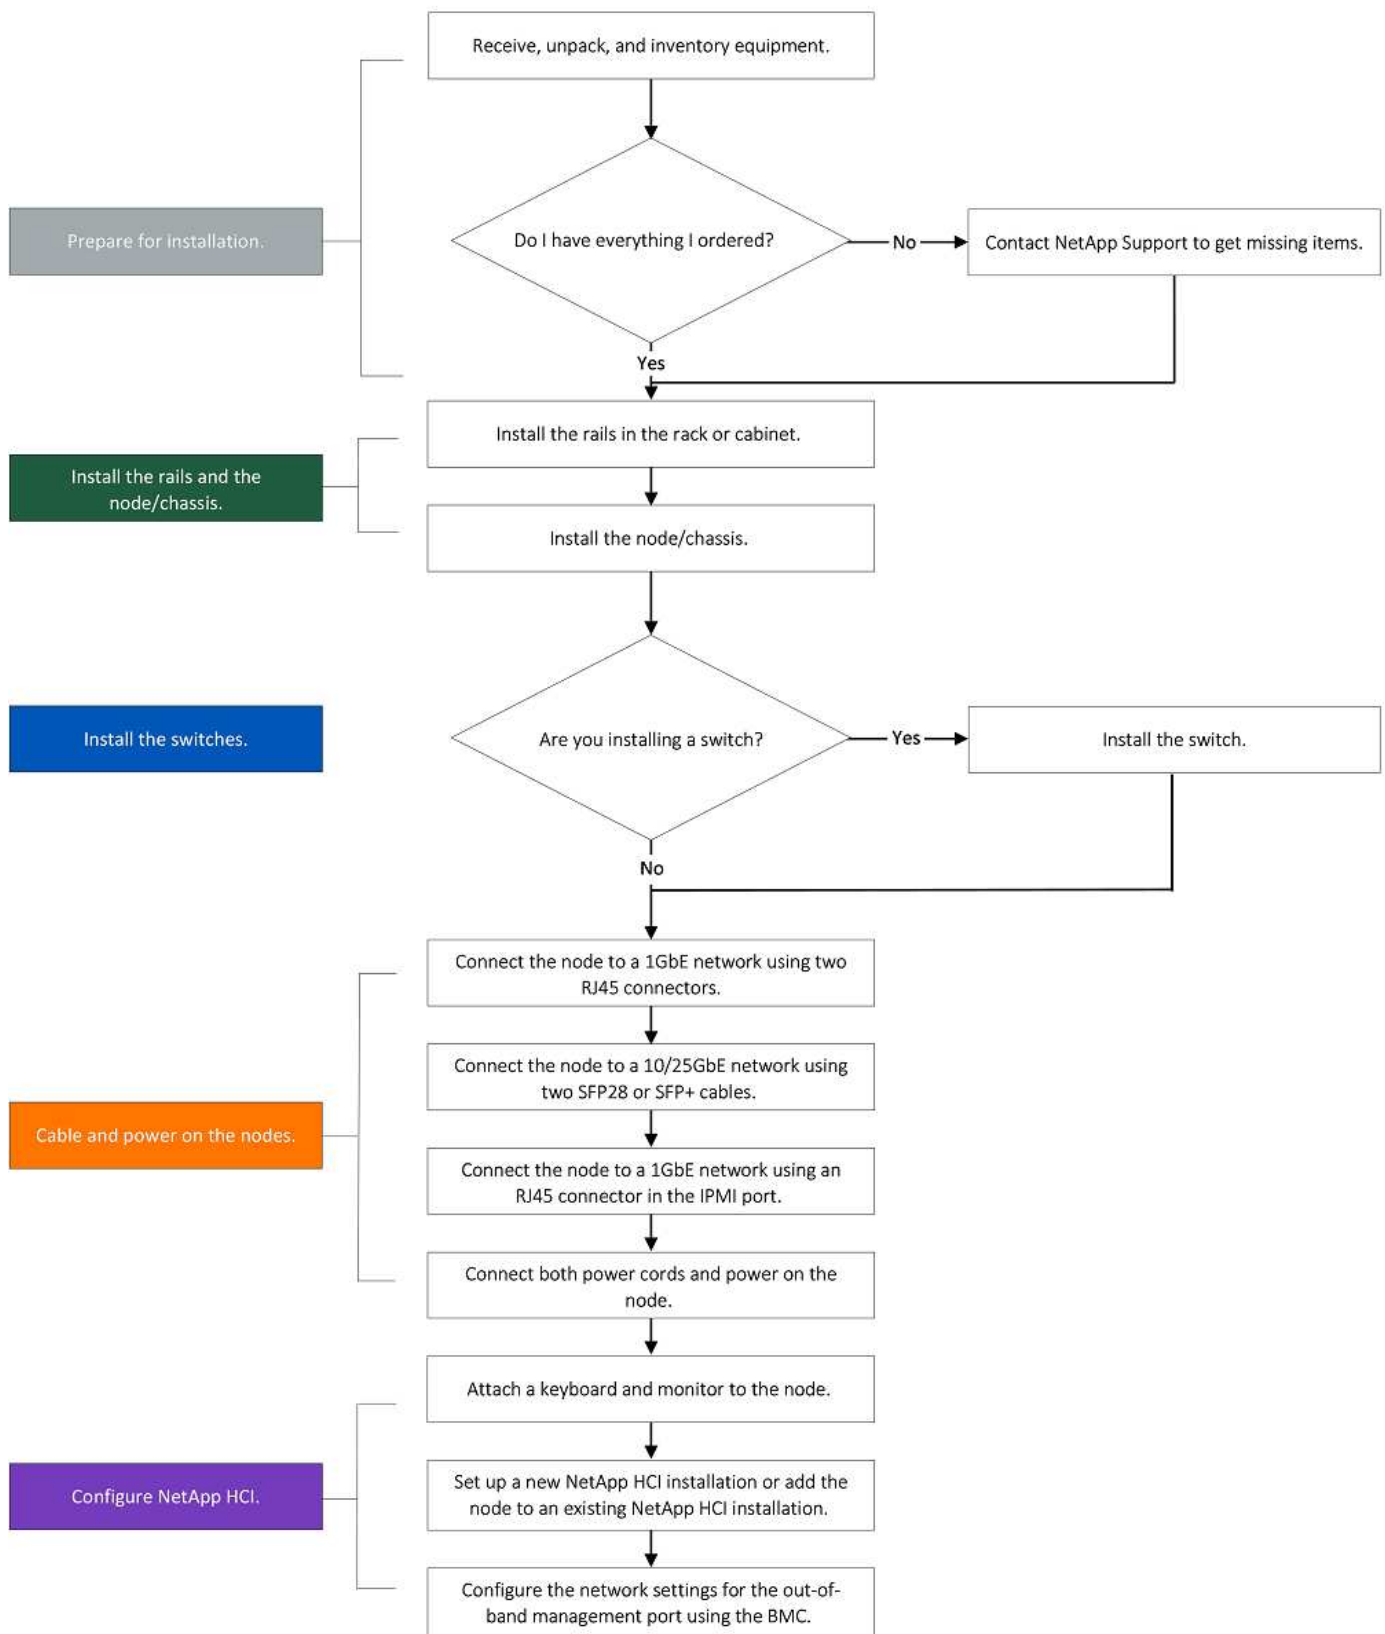 Receive, unpack, and inventory equipment.
Prepare for installation.
Do I have everything I ordered?
No
Contact NetApp Support to get missing items.
Yes
Install the rails in the rack or cabinet.
Install the rails and the
node/chassis.
Install the node/chassis.
Install the switches.
Are you installing a switch?
Yes
Install the switch.
No
Connect the node to a 1GbE network using two
RJ45 connectors.
Connect the node to a 10/25GbE network using
two SFP28 or SFP+ cables.
Cable and power on the nodes.
Connect the node to a 1GbE network using an
RJ45 connector in the IPMI port.
Connect both power cords and power on the
node.
Attach a keyboard and monitor to the node.
Configure NetApp HCI.
Set up a new NetApp HCI installation or add the
node to an existing NetApp HCI installation.
Configure the network settings for the out-of-
band management port using the BMC.